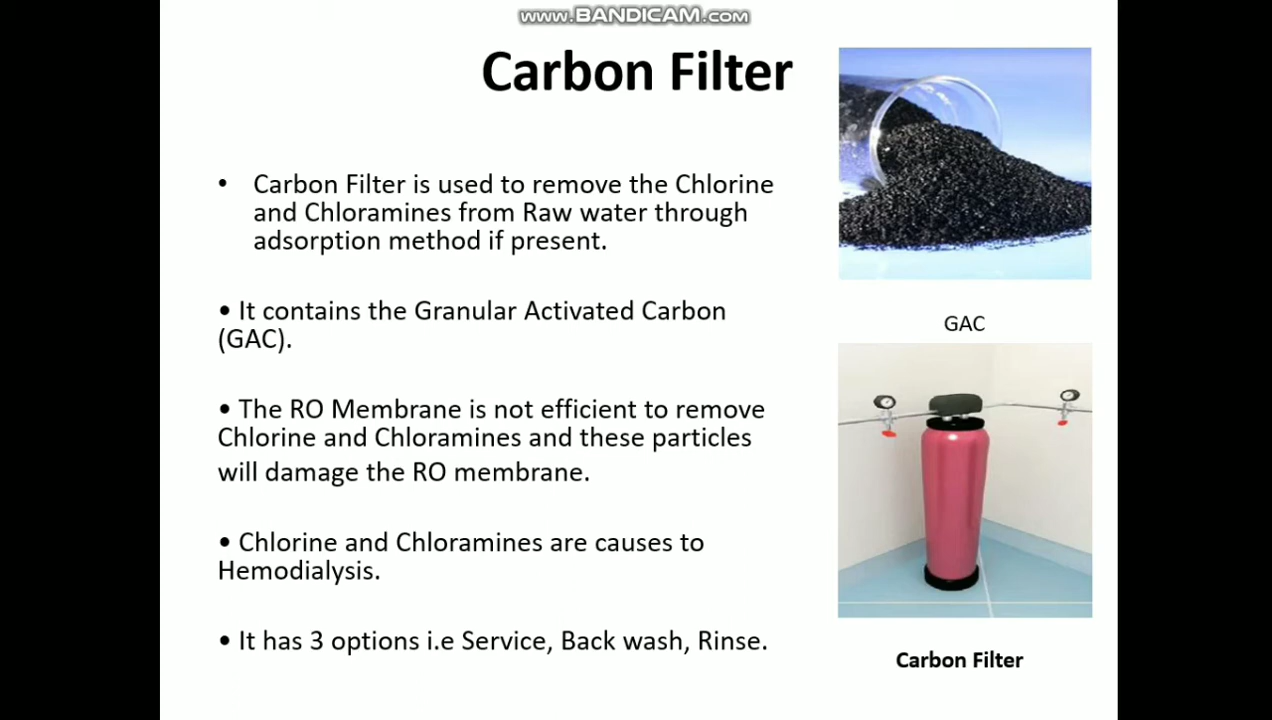 www.BANDICAM.com
Carbon Filter
• Carbon Filter is used to remove the Chlorine
and Chloramines from Raw water through
adsorption method if present.
• It contains the Granular Activated Carbon
(GAC).
• The RO Membrane is not efficient to remove
Chlorine and Chloramines and these particles
will damage the RO membrane.
• Chlorine and Chloramines are causes to
Hemodialysis.
• It has 3 options i.e Service, Back wash, Rinse.
GAC
Carbon Filter